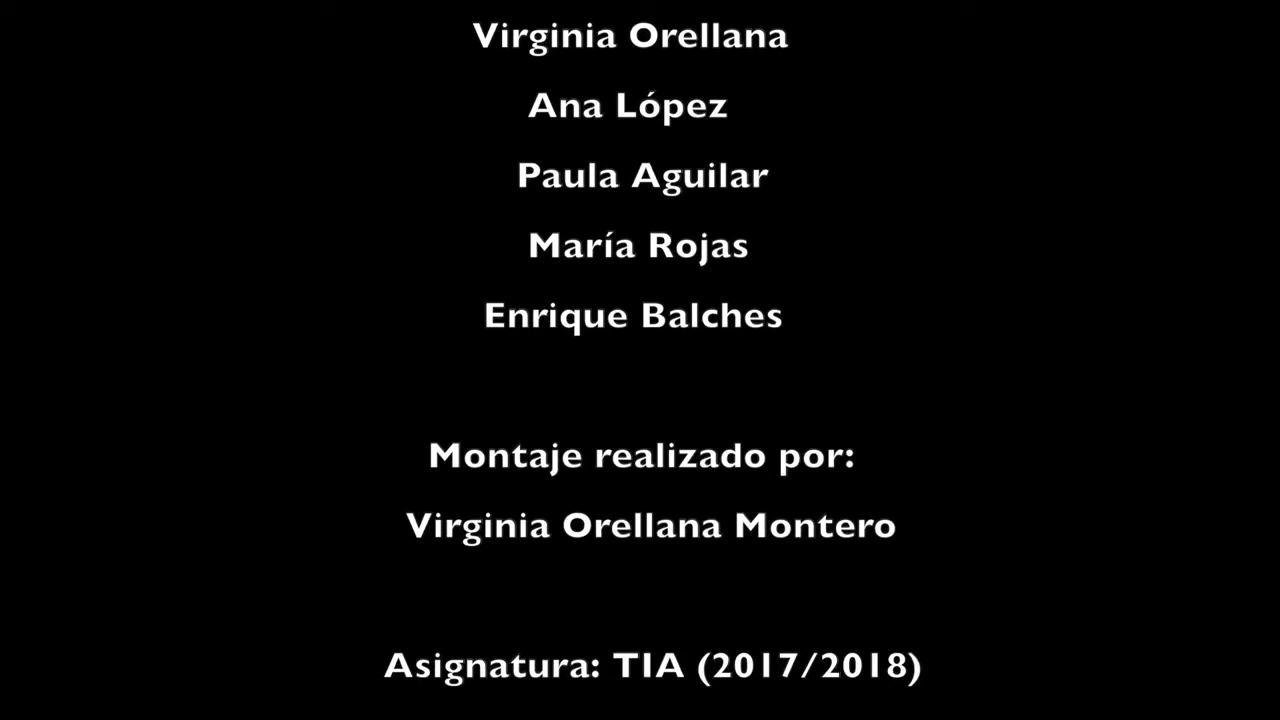 Virginia Orellana
Ana López
Paula Aguilar
María Rojas
Enrique Balches
Montaje realizado por:
Virginia Orellana Montero
Asignatura: TIA (2017/2018)